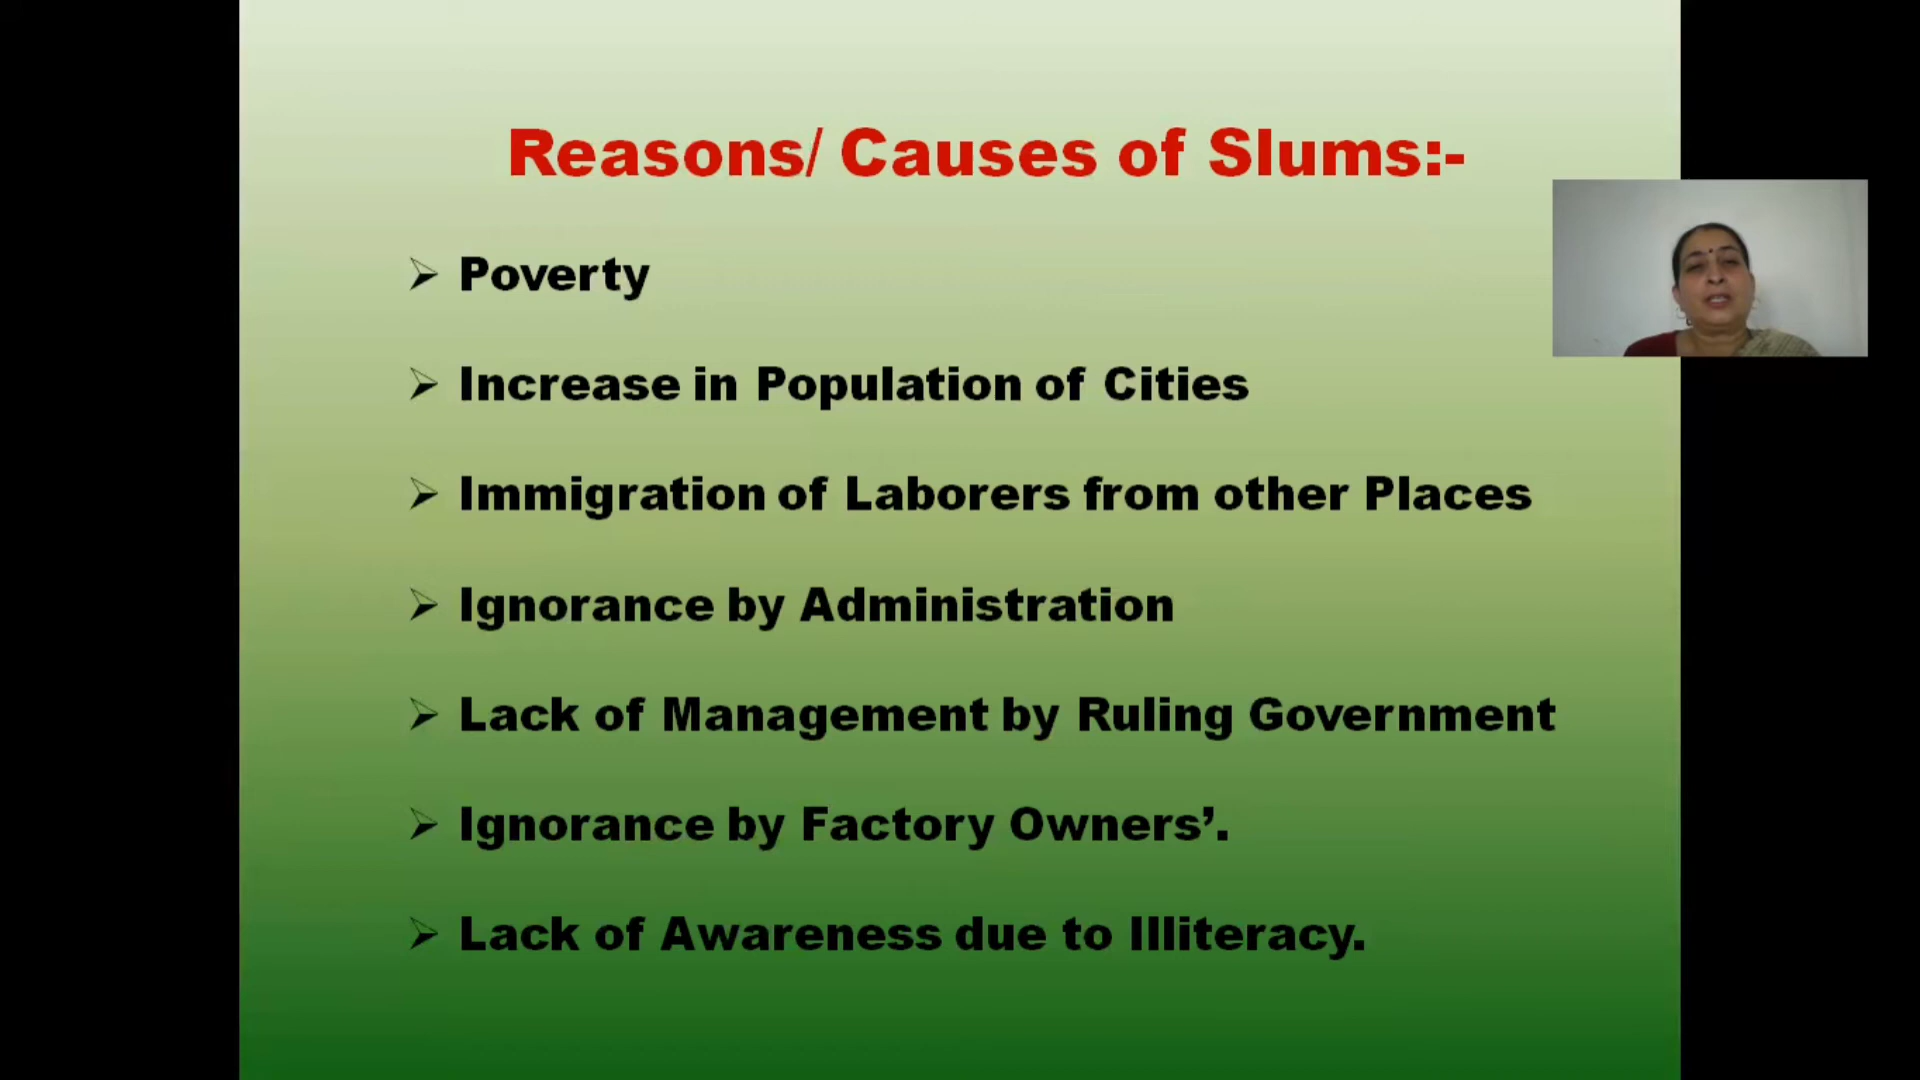 Reasons/ Causes of Slums:-
Poverty
Increase in Population of Cities
Immigration of Laborers from other Places
Ignorance by Administration
Lack of Management by Ruling Government
Ignorance by Factory Owners’.
Lack of Awareness due to Illiteracy.